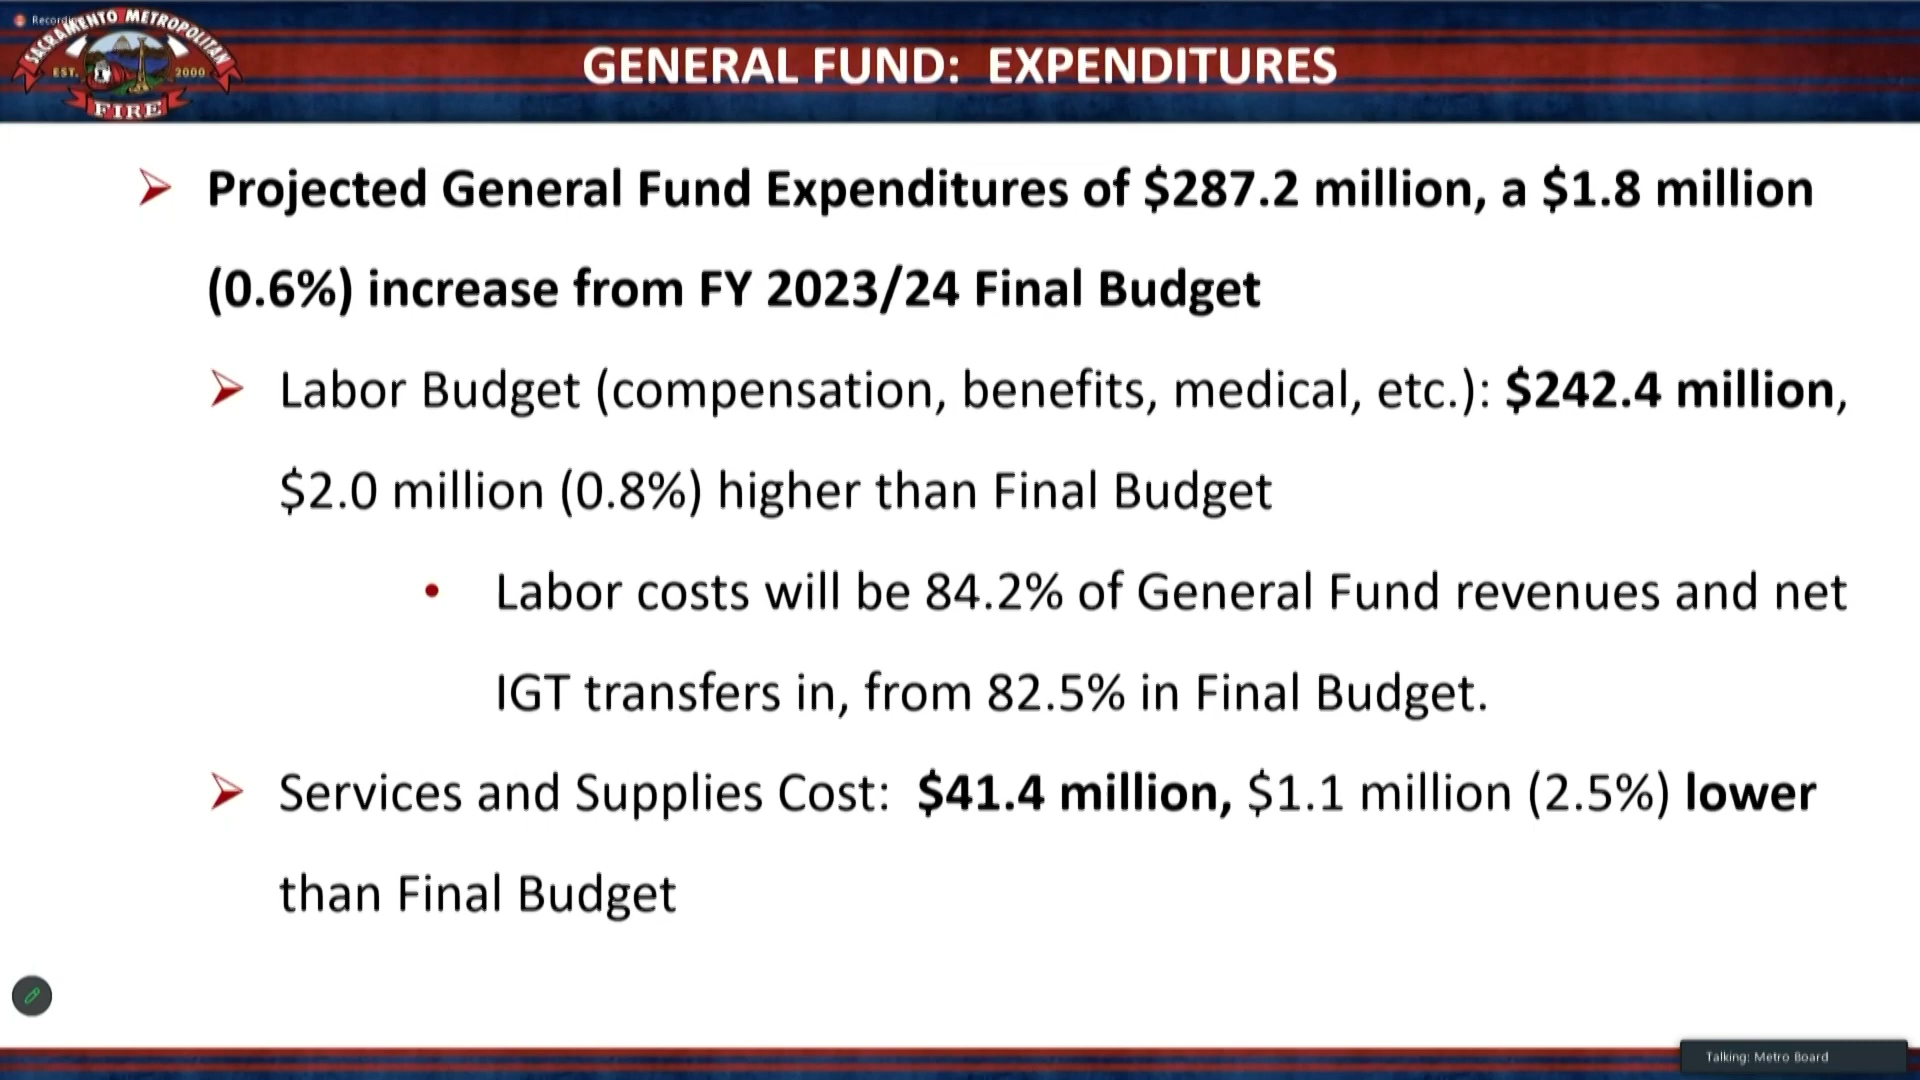 Recording
SACRAMENTO METROPOLITAN
EST. 2000
FIRE
GENERAL FUND: EXPENDITURES
Projected General Fund Expenditures of $287.2 million, a $1.8 million
(0.6%) increase from FY 2023/24 Final Budget
Labor Budget (compensation, benefits, medical, etc.): $242.4 million,
$2.0 million (0.8%) higher than Final Budget
• Labor costs will be 84.2% of General Fund revenues and net
IGT transfers in, from 82.5% in Final Budget.
Services and Supplies Cost: $41.4 million, $1.1 million (2.5%) lower
than Final Budget
Talking: Metro Board